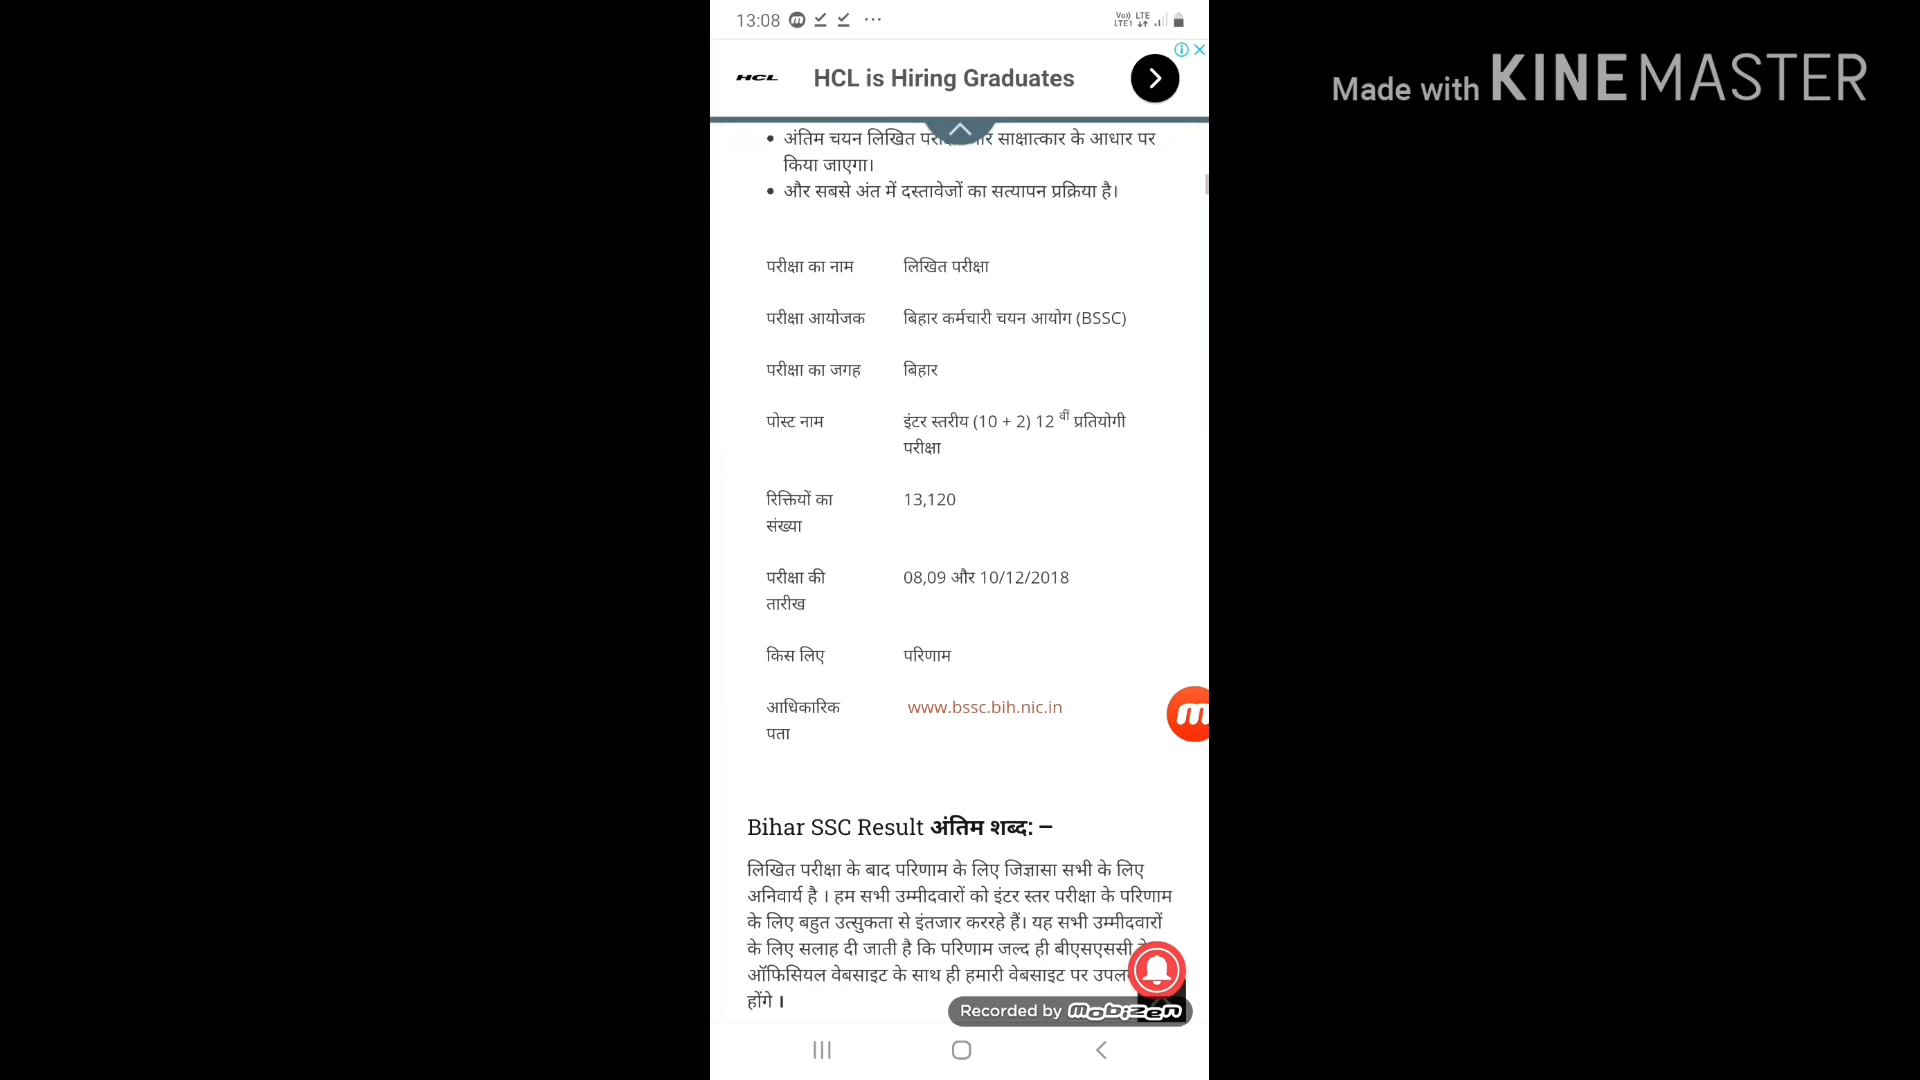 13:08
Vo)) LTE
LTE1
HCL
HCL is Hiring Graduates
Made with KINEMASTER
अंतिम चयन लिखित साक्षात्कार के आधार पर
किया जाएगा।
और सबसे अंत में दस्तावेजों का सत्यापन प्रक्रिया है।
परीक्षा का नाम लिखित परीक्षा
परीक्षा आयोजक बिहार कर्मचारी चयन आयोग (BSSC)
परीक्षा का जगह बिहार
पोस्ट नाम इंटर स्तरीय (10 + 2) 12 वीं प्रतियोगी
परीक्षा
रिक्तियों का 13,120
संख्या
परीक्षा की 08,09 और 10/12/2018
तारीख
किस लिए परिणाम
आधिकारिक www.bssc.bih.nic.in
पता
Bihar SSC Result अंतिम शब्द: –
लिखित परीक्षा के बाद परिणाम के लिए जिज्ञासा सभी के लिए
अनिवार्य है । हम सभी उम्मीदवारों को इंटर स्तर परीक्षा के परिणाम
के लिए बहुत उत्सुकता से इंतजार कररहे हैं। यह सभी उम्मीदवारों
के लिए सलाह दी जाती है कि परिणाम जल्द ही बीएसएससी
ऑफिसियल वेबसाइट के साथ ही हमारी वेबसाइट पर
होंगे ।
Recorded by mobizen